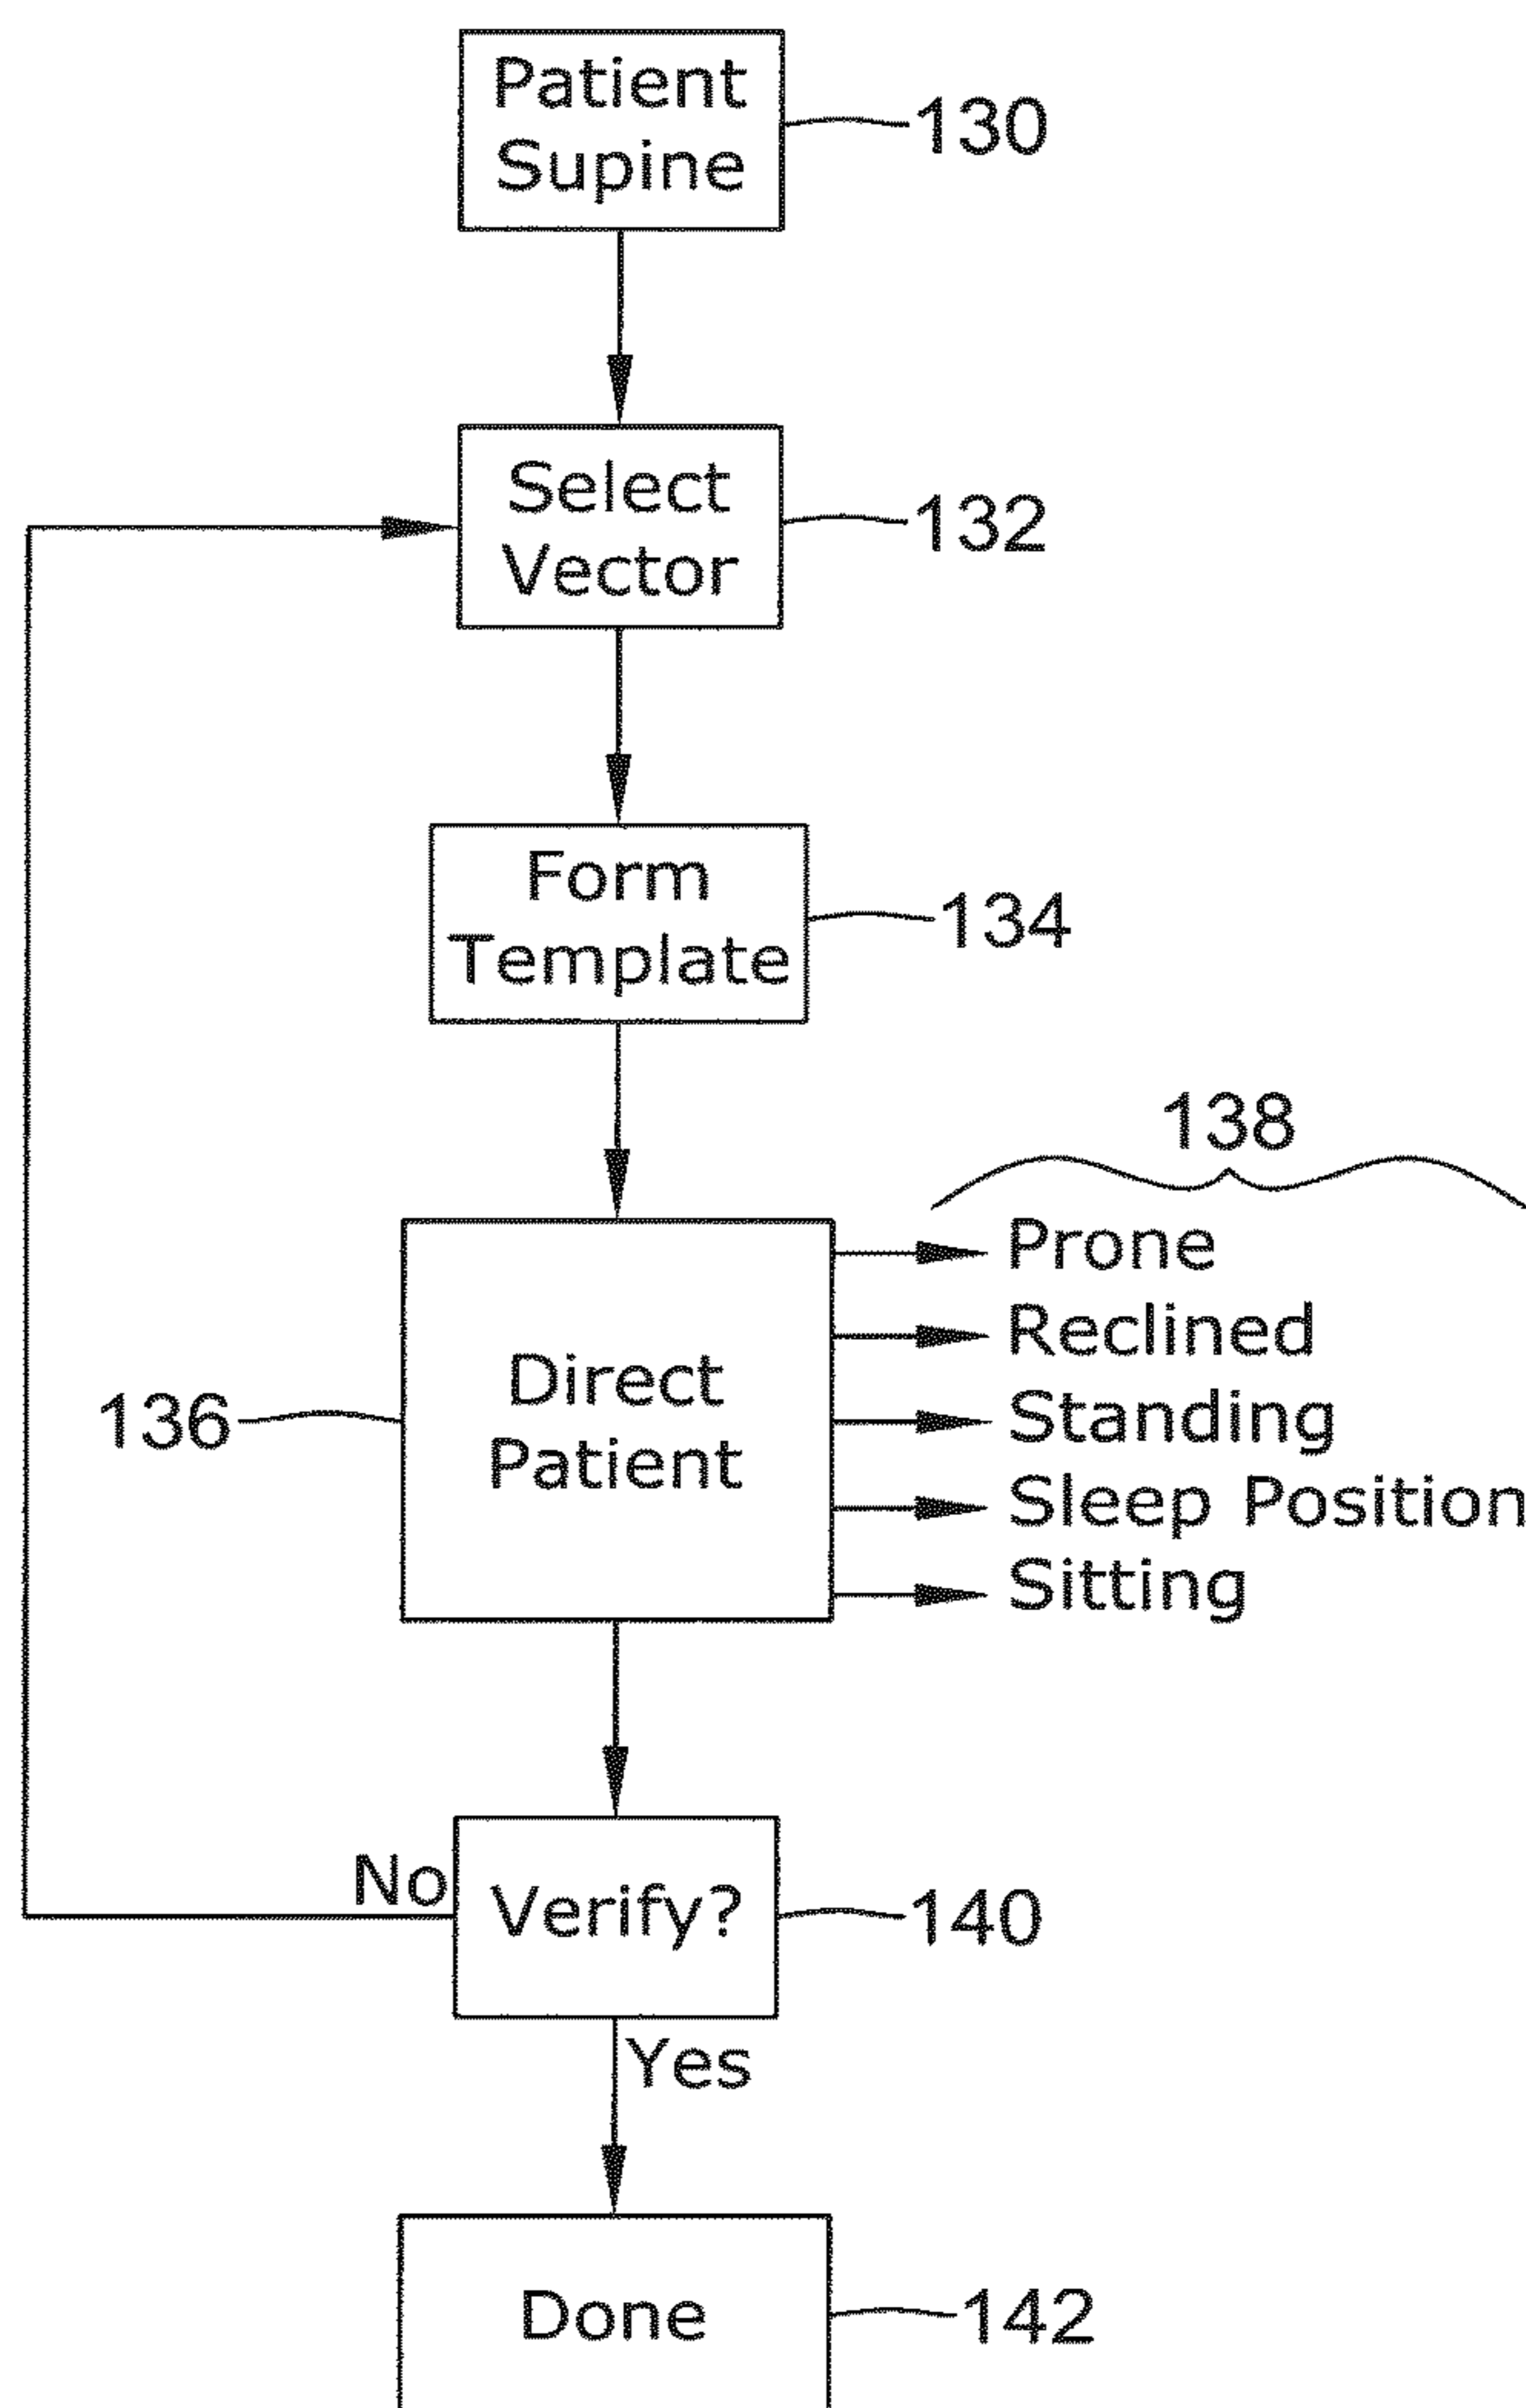 Patient
Supine
130
Select
Vector
132
Form
Template
134
138
Direct
Patient
136
Prone
Reclined
Standing
Sleep Position
Sitting
No
Verify?
140
Yes
Done
142